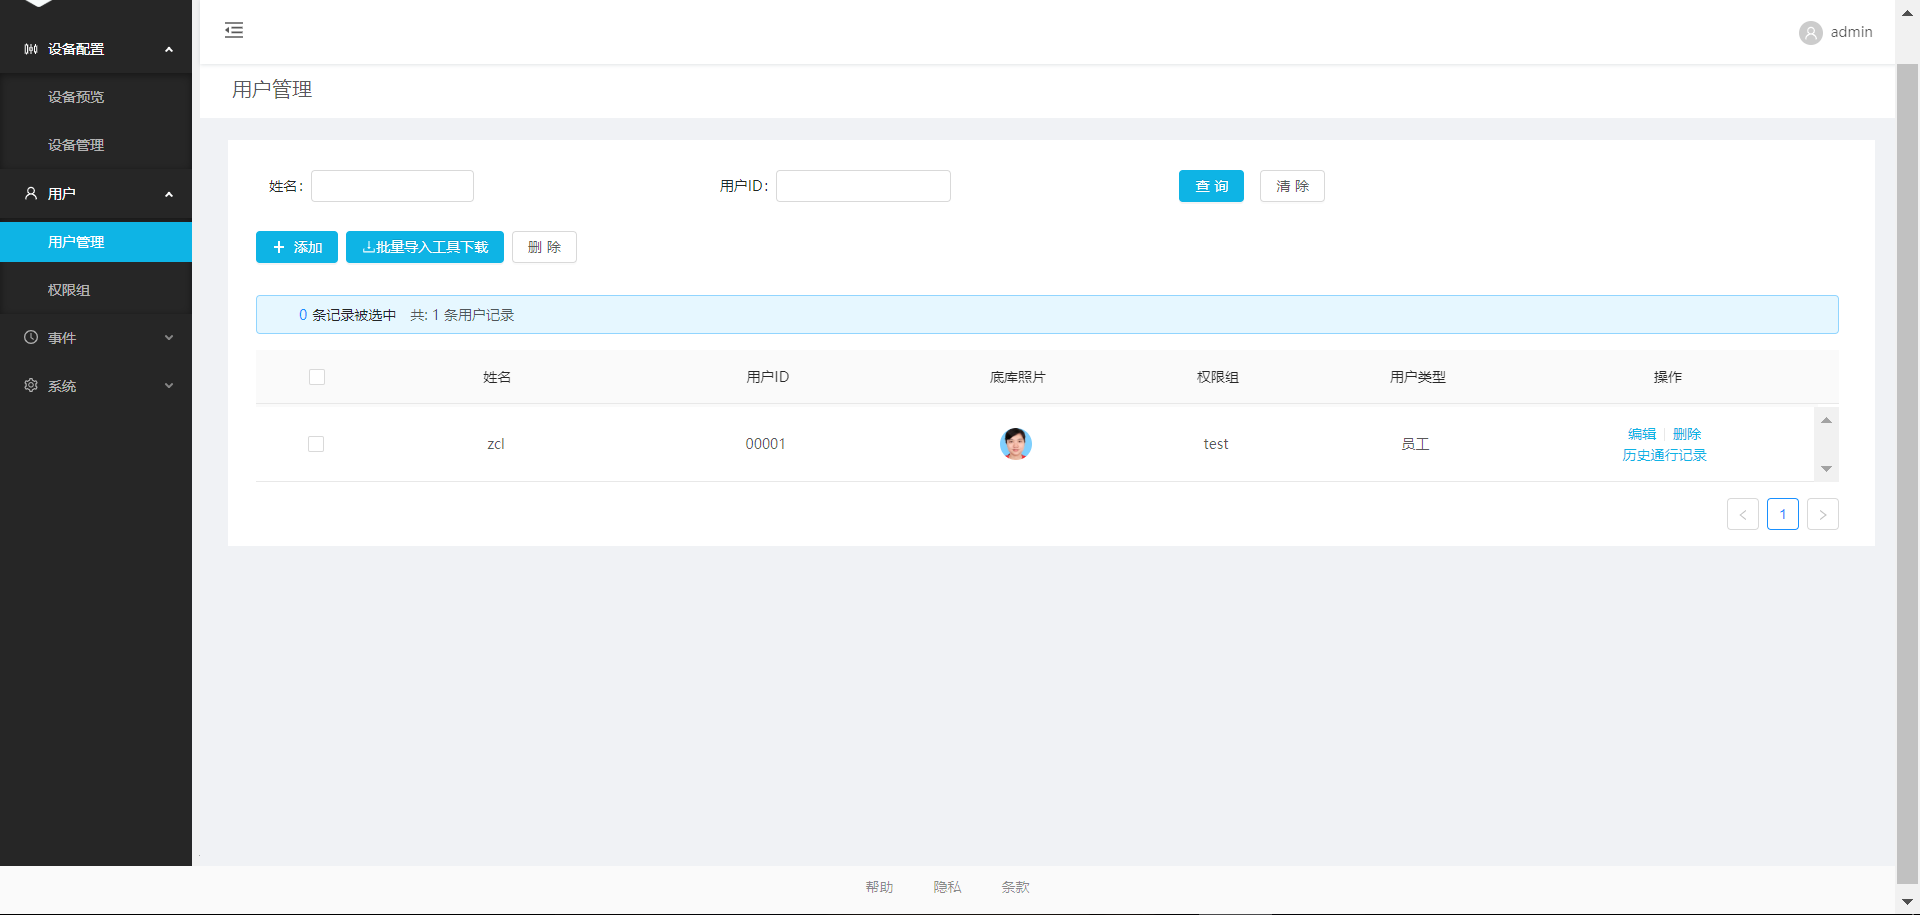 设备配置
设备预览
设备管理
用户
用户管理
权限组
事件
系统
admin
用户管理
姓名: 用户ID: 查 询 清 除
添加 批量导入工具下载 删 除
0 条记录被选中 共: 1 条用户记录
姓名 用户ID 底库照片 权限组 用户类型 操作
zcl 00001 test 员工 编辑 删除
历史通行记录
< 1 >
帮助 隐私 条款